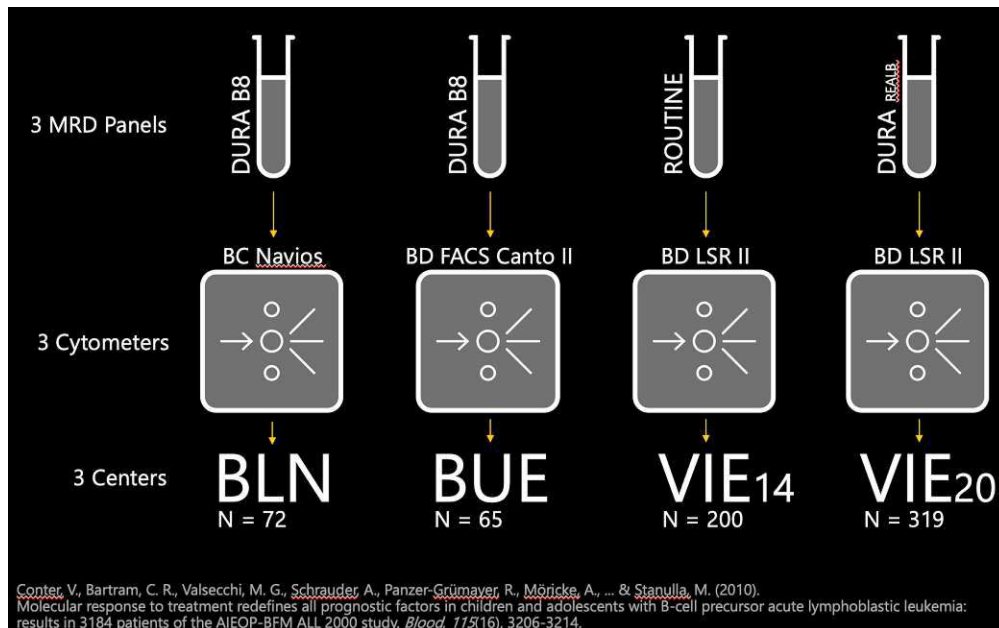 3 MRD Panels
DURA B8
DURA B8
ROUTINE
DURA REALB.
BC Navios
BD FACS Canto II
BD LSR II
BD LSR II
3 Cytometers
3 Centers
BLN
BUE
VIE14
VIE20
N = 72
N = 65
N = 200
N = 319
Conter, V., Bartram, C. R., Valsecchi, M. G., Schrauder, A., Panzer-Grümayer, R., Möricke, A., ... & Stanulla, M. (2010).
Molecular response to treatment redefines all prognostic factors in children and adolescents with B-cell precursor acute lymphoblastic leukemia:
results in 3184 patients of the AIEOP-BFM ALL 2000 study. Blood, 115(16), 3206-3214.